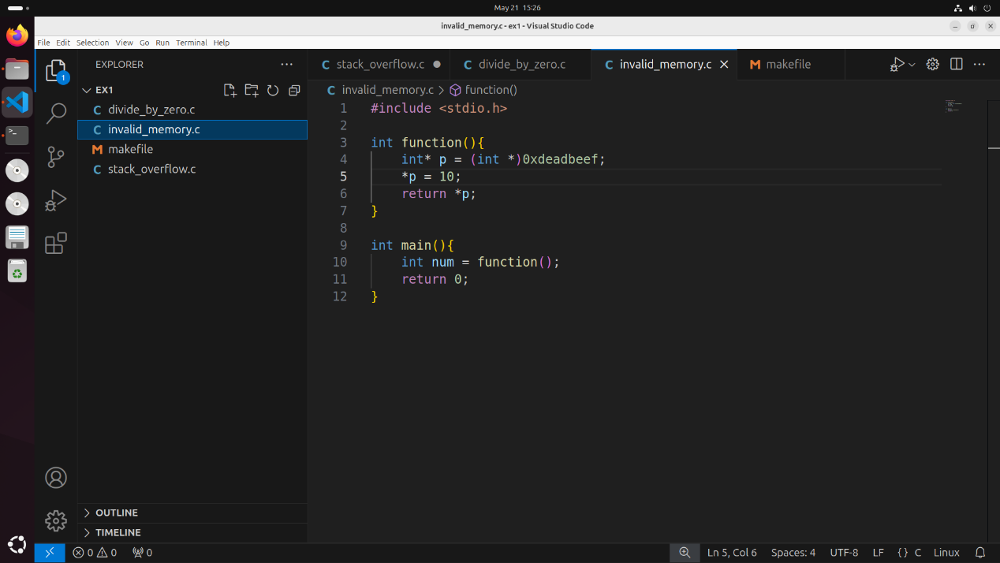 May 21 15:26
invalid_memory.c - ex1 - Visual Studio Code
File Edit Selection View Go Run Terminal Help
EXPLORER
1
EX1
divide_by_zero.c
invalid_memory.c
makefile
stack_overflow.c
OUTLINE
TIMELINE
stack_overflow.c divide_by_zero.c invalid_memory.c makefile
invalid_memory.c > function()
1 #include <stdio.h>
2
3 int function(){
4 int* p = (int *)0xdeadbeef;
5 *p = 10;
6 return *p;
7 }
8
9 int main(){
10 int num = function();
11 return 0;
12 }
0 0 0 Ln 5, Col 6 Spaces: 4 UTF-8 LF {} C Linux